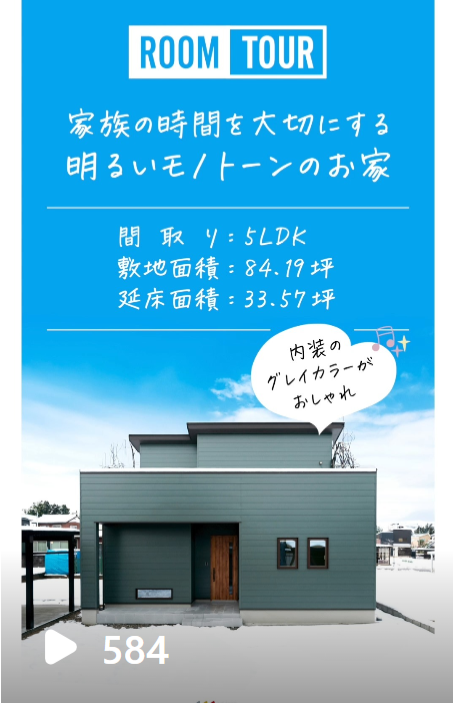 ROOM TOUR
家族の時間を大切にする
明るいモノトーンのお家
間取り：5LDK
敷地面積：84.19坪
延床面積：33.57坪
内装の
グレイカラーが
おしゃれ
584